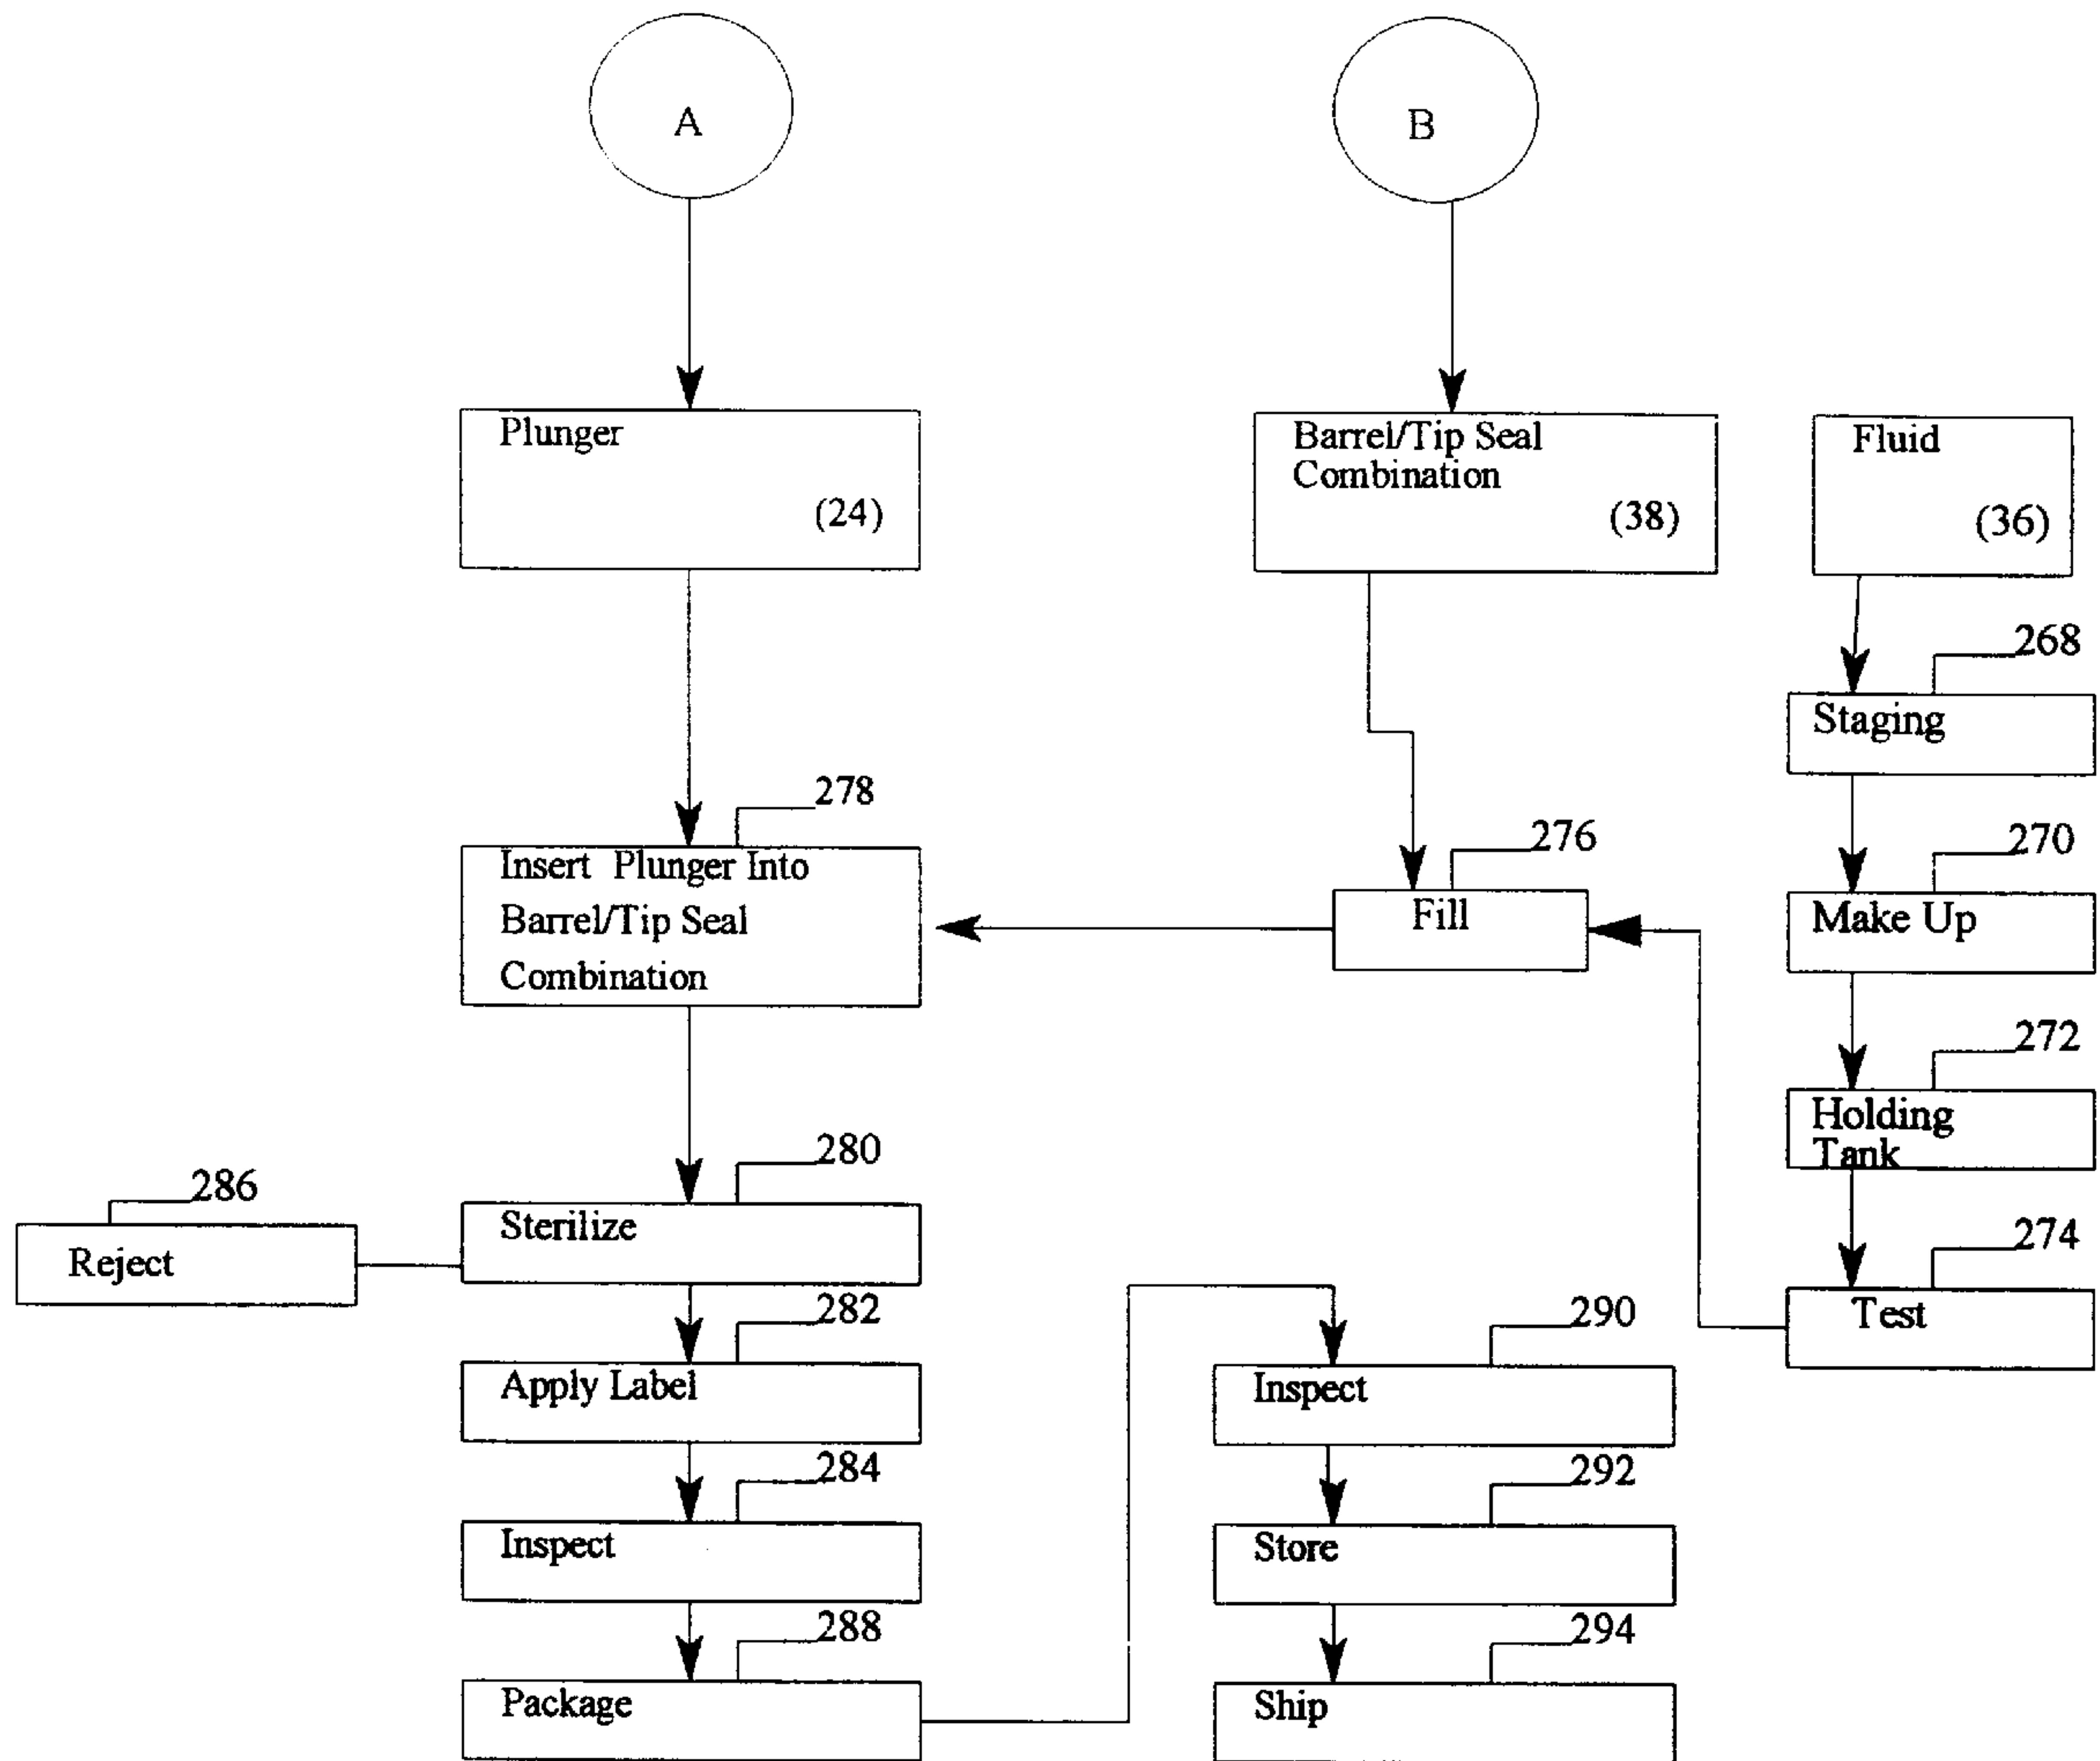 A
B
Plunger
(24)
Barrel/Tip Seal
Combination
(38)
Fluid
(36)
268
Staging
278
Insert Plunger Into
Barrel/Tip Seal
Combination
276
Fill
270
Make Up
272
Holding
Tank
274
Test
280
Sterilize
286
Reject
282
Apply Label
284
Inspect
288
Package
290
Inspect
292
Store
294
Ship